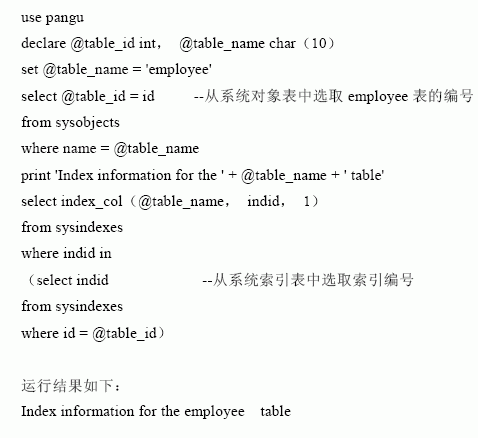 use pangu
declare @table_id int， @table_name char（10）
set @table_name = 'employee'
select @table_id = id --从系统对象表中选取 employee 表的编号
from sysobjects
where name = @table_name
print 'Index information for the ' + @table_name + ' table'
select index_col（@table_name， indid， 1）
from sysindexes
where indid in
（select indid --从系统索引表中选取索引编号
from sysindexes
where id = @table_id）
运行结果如下：
Index information for the employee table